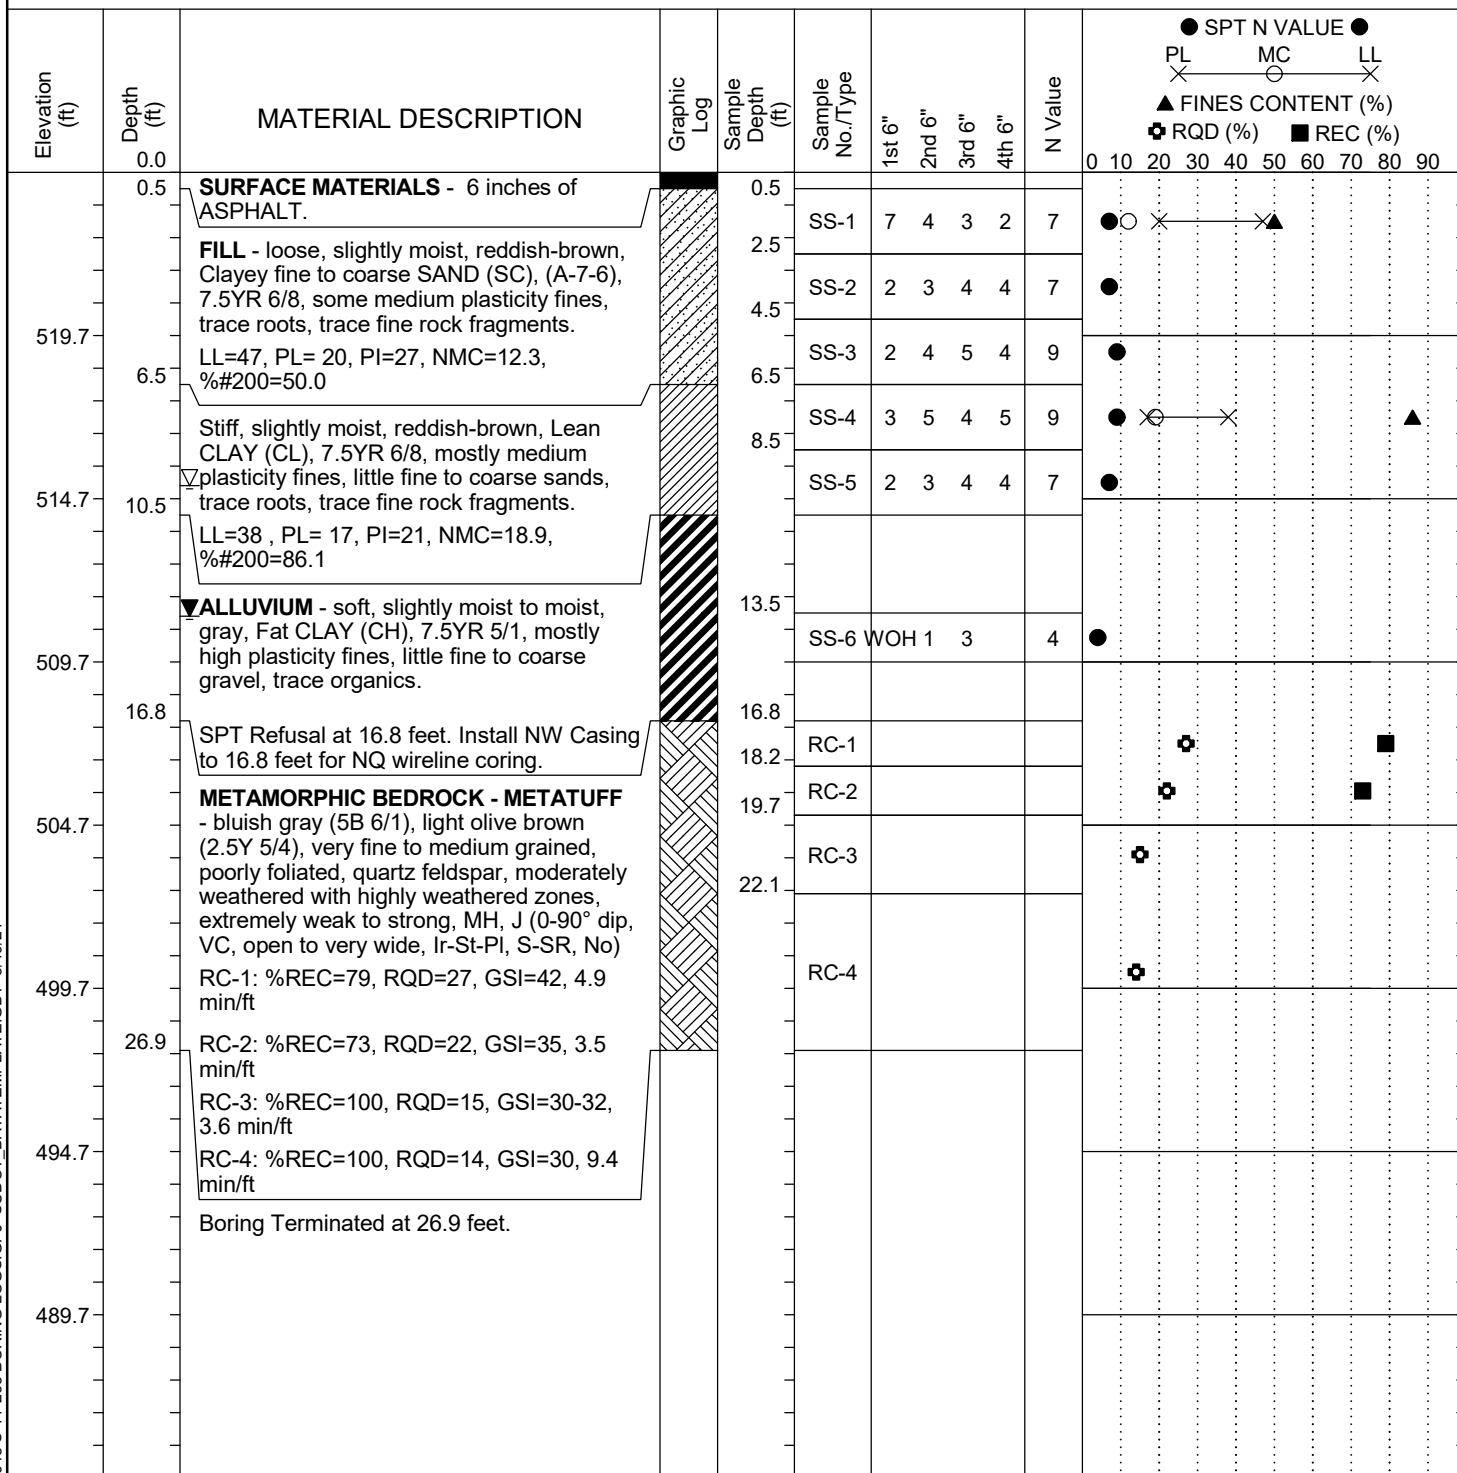 Elevation (ft)
Depth (ft)
0.0
MATERIAL DESCRIPTION
Graphic Log
Sample Depth (ft)
Sample No./Type
1st 6"
2nd 6"
3rd 6"
4th 6"
N Value
● SPT N VALUE ●
PL MC LL
▲ FINES CONTENT (%)
RQD (%) ■ REC (%)
0 10 20 30 40 50 60 70 80 90
0.5
SURFACE MATERIALS - 6 inches of
ASPHALT.
0.5
SS-1 7 4 3 2 7
2.5
FILL - loose, slightly moist, reddish-brown,
Clayey fine to coarse SAND (SC), (A-7-6),
7.5YR 6/8, some medium plasticity fines,
trace roots, trace fine rock fragments.
SS-2 2 3 4 4 7
4.5
519.7
LL=47, PL= 20, PI=27, NMC=12.3,
%#200=50.0
SS-3 2 4 5 4 9
6.5
6.5
SS-4 3 5 4 5 9
8.5
Stiff, slightly moist, reddish-brown, Lean
CLAY (CL), 7.5YR 6/8, mostly medium
plasticity fines, little fine to coarse sands,
trace roots, trace fine rock fragments.
SS-5 2 3 4 4 7
514.7
10.5
LL=38 , PL= 17, PI=21, NMC=18.9,
%#200=86.1
13.5
ALLUVIUM - soft, slightly moist to moist,
gray, Fat CLAY (CH), 7.5YR 5/1, mostly
high plasticity fines, little fine to coarse
gravel, trace organics.
SS-6 WOH 1 3 4
509.7
16.8
16.8
SPT Refusal at 16.8 feet. Install NW Casing
to 16.8 feet for NQ wireline coring.
RC-1
18.2
RC-2
19.7
METAMORPHIC BEDROCK - METATUFF
- bluish gray (5B 6/1), light olive brown
(2.5Y 5/4), very fine to medium grained,
poorly foliated, quartz feldspar, moderately
weathered with highly weathered zones,
extremely weak to strong, MH, J (0-90° dip,
VC, open to very wide, Ir-St-Pl, S-SR, No)
504.7
RC-3
22.1
RC-4
RC-1: %REC=79, RQD=27, GSI=42, 4.9
min/ft
499.7
26.9
RC-2: %REC=73, RQD=22, GSI=35, 3.5
min/ft
RC-3: %REC=100, RQD=15, GSI=30-32,
3.6 min/ft
494.7
RC-4: %REC=100, RQD=14, GSI=30, 9.4
min/ft
Boring Terminated at 26.9 feet.
489.7